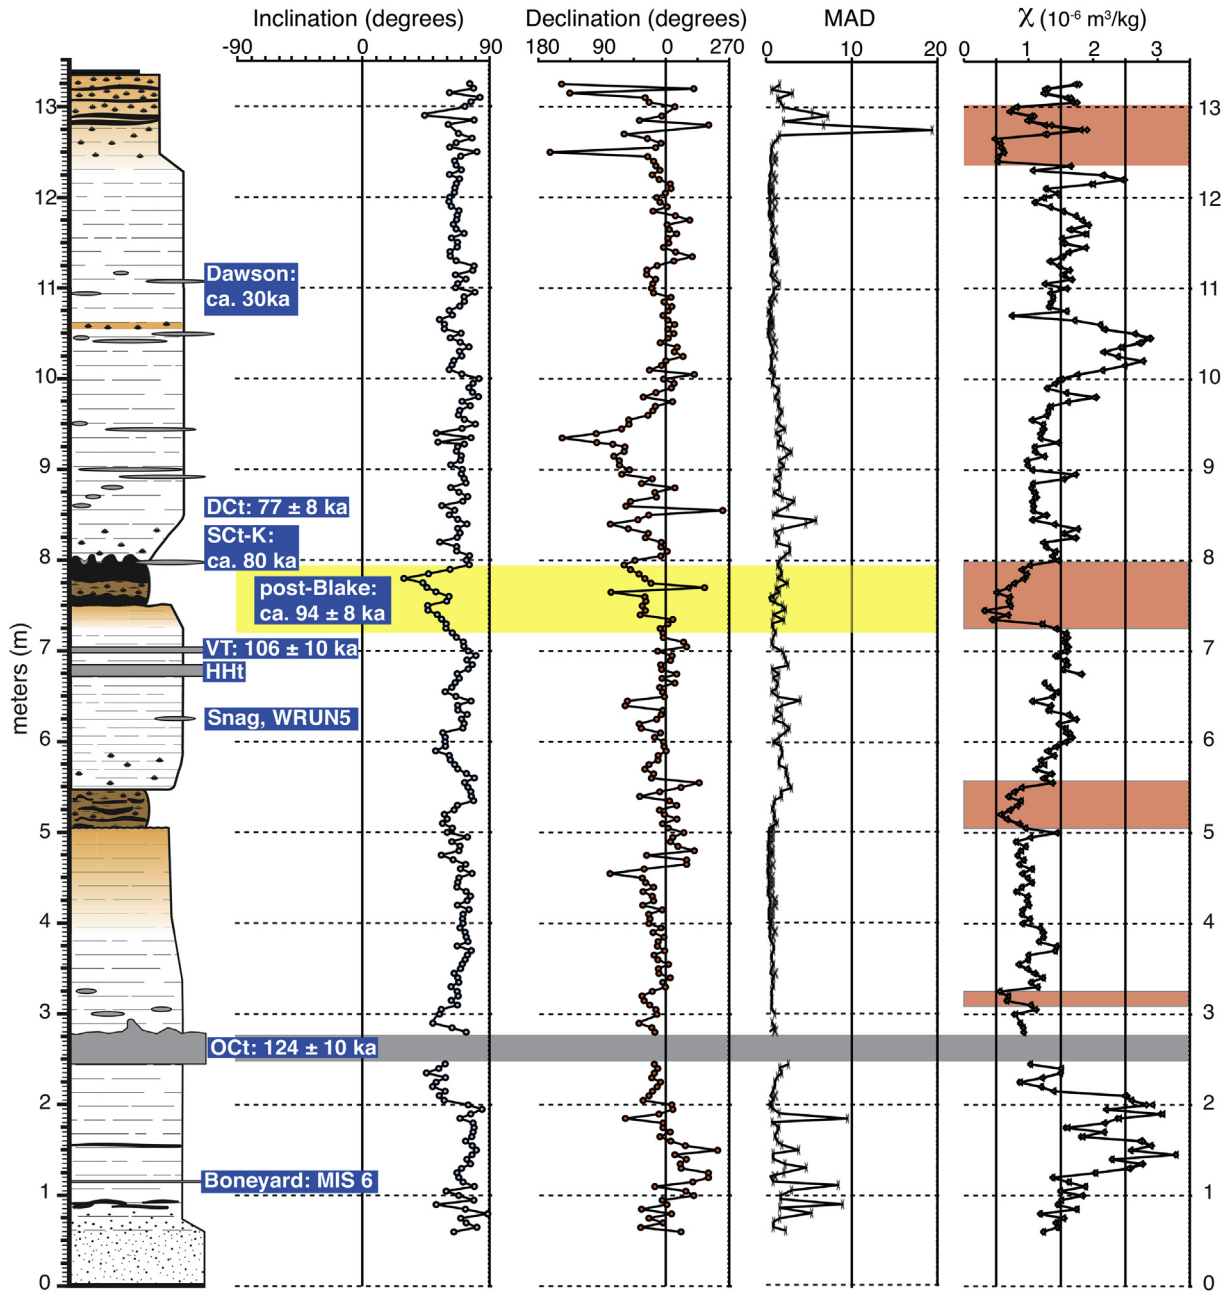 Inclination (degrees) Declination (degrees) MAD χ (10⁻⁶ m³/kg)
-90 0 90 180 90 0 270 0 10 20 0 1 2 3
13 13
12 12
Dawson:
ca. 30ka
11 11
10 10
9 9
DCt: 77 ± 8 ka
SCt-K:
ca. 80 ka
8 8
post-Blake:
ca. 94 ± 8 ka
VT: 106 ± 10 ka
7 7
HHt
Snag, WRUN5
6 6
meters (m)
5 5
4 4
3 3
OCt: 124 ± 10 ka
2 2
Boneyard: MIS 6
1 1
0 0